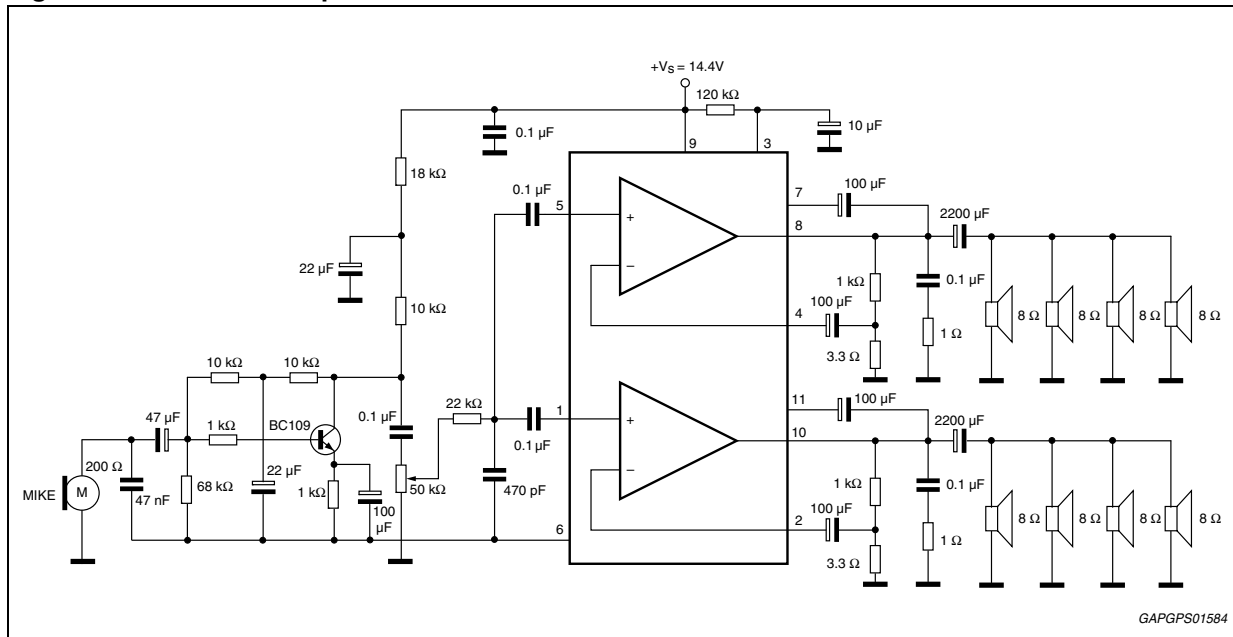 +VS = 14.4V
120 kΩ
0.1 µF
10 µF
9
3
18 kΩ
0.1 µF
5
+
−
7
100 µF
8
2200 µF
22 µF
10 kΩ
1 kΩ
0.1 µF
100 µF
4
3.3 Ω
1 Ω
8 Ω
8 Ω
8 Ω
8 Ω
10 kΩ
10 kΩ
47 µF
1 kΩ
BC109
0.1 µF
22 kΩ
1
0.1 µF
+
−
11
100 µF
10
2200 µF
MIKE
M
200 Ω
47 nF
68 kΩ
22 µF
1 kΩ
100 µF
50 kΩ
470 pF
6
1 kΩ
0.1 µF
100 µF
2
3.3 Ω
1 Ω
8 Ω
8 Ω
8 Ω
8 Ω
GAPGPS01584